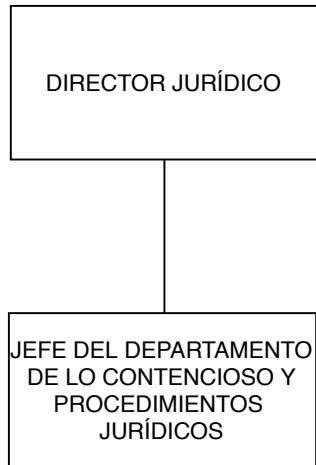 DIRECTOR JURÍDICO
JEFE DEL DEPARTAMENTO
DE LO CONTENCIOSO Y
PROCEDIMIENTOS
JURÍDICOS